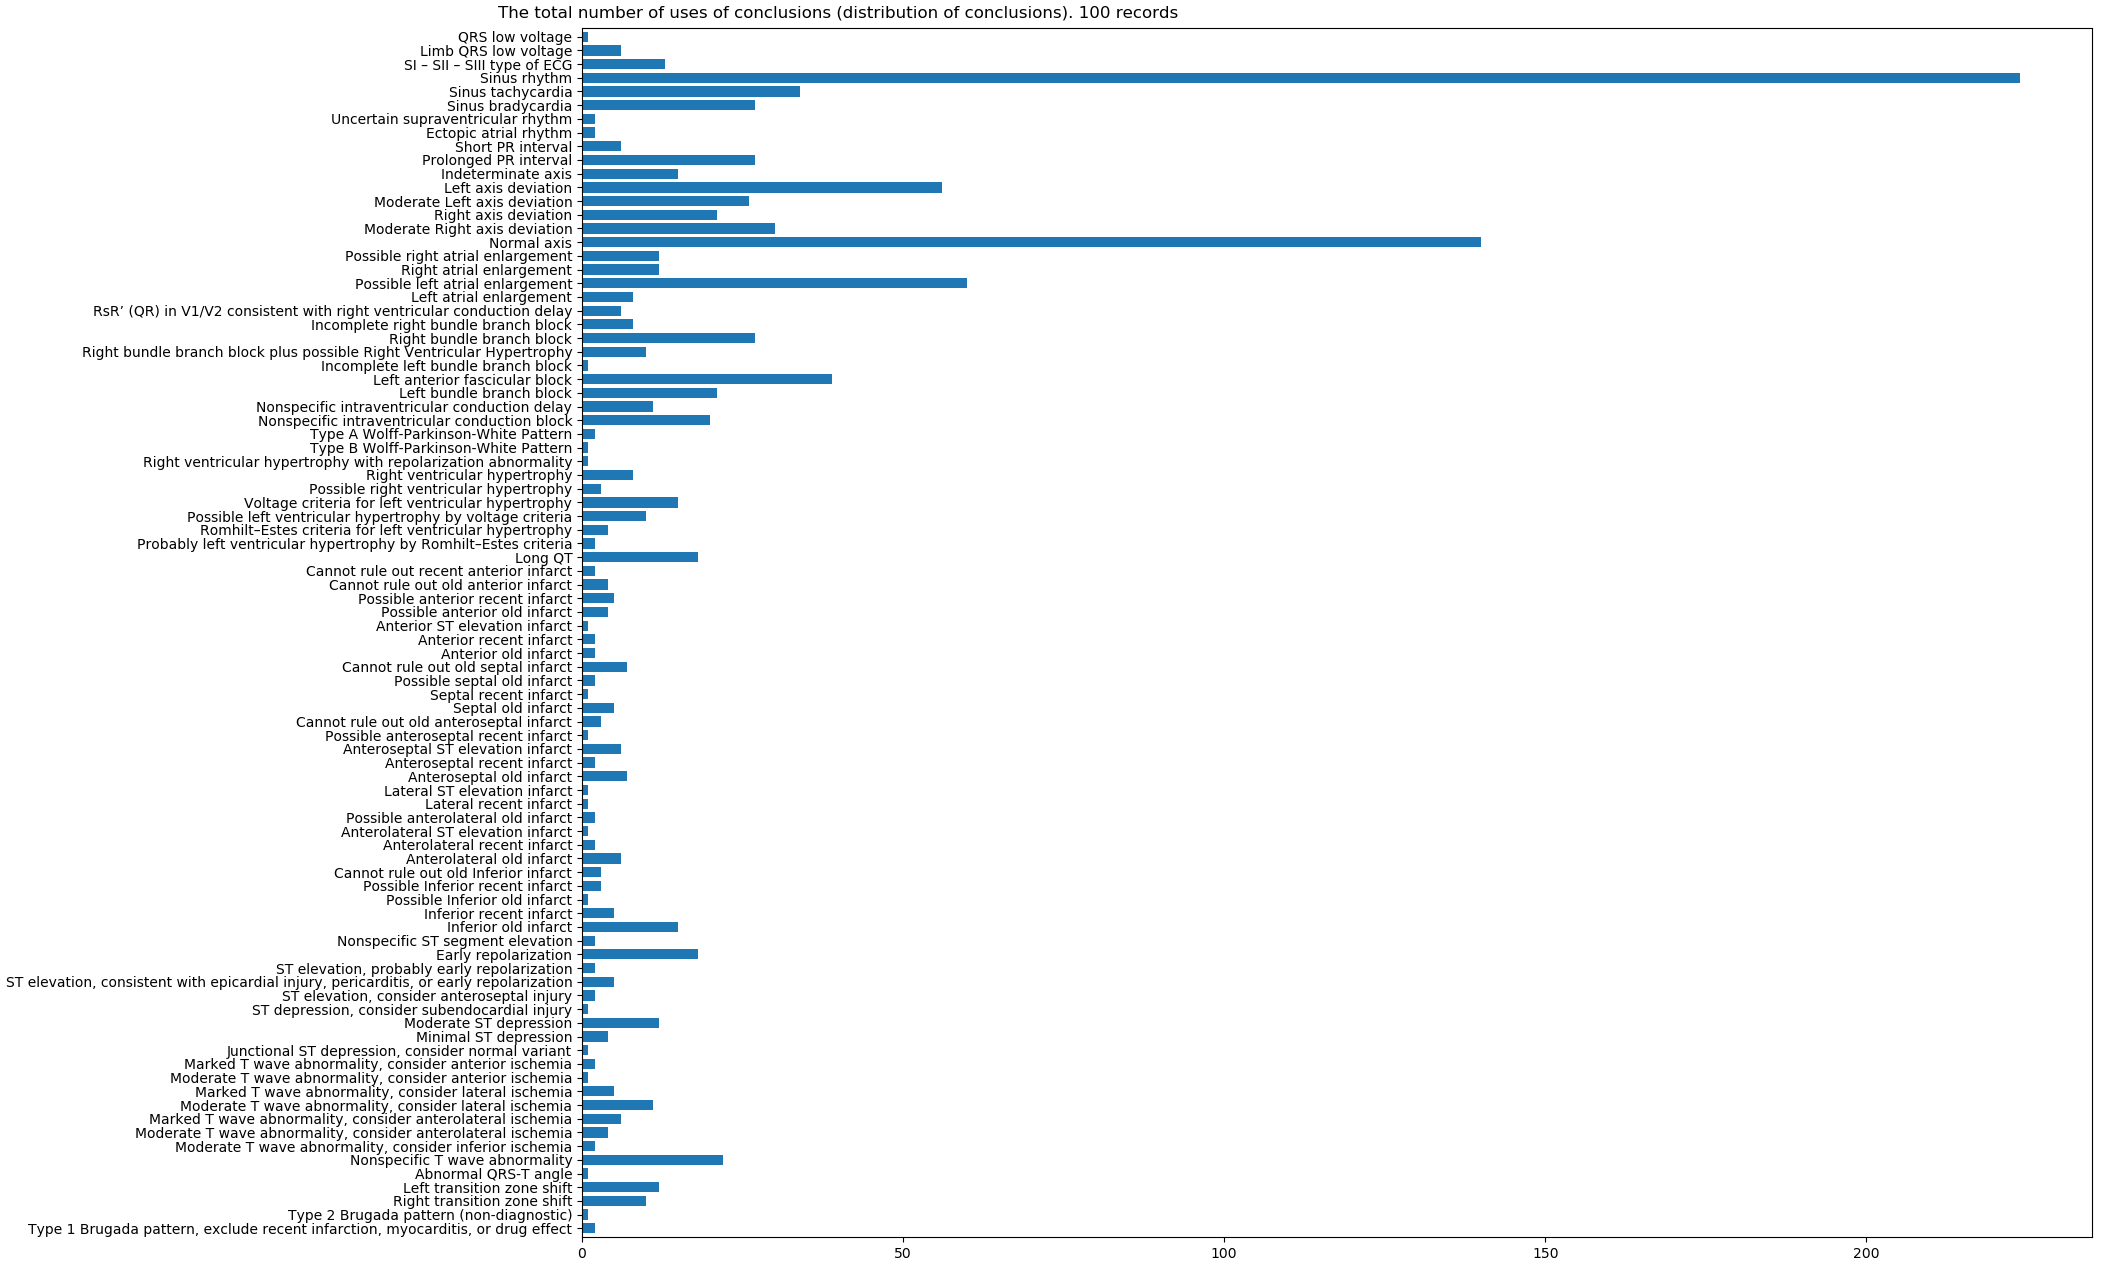 The total number of uses of conclusions (distribution of conclusions). 100 records
QRS low voltage
Limb QRS low voltage
SI – SII – SIII type of ECG
Sinus rhythm
Sinus tachycardia
Sinus bradycardia
Uncertain supraventricular rhythm
Ectopic atrial rhythm
Short PR interval
Prolonged PR interval
Indeterminate axis
Left axis deviation
Moderate Left axis deviation
Right axis deviation
Moderate Right axis deviation
Normal axis
Possible right atrial enlargement
Right atrial enlargement
Possible left atrial enlargement
Left atrial enlargement
RsR’ (QR) in V1/V2 consistent with right ventricular conduction delay
Incomplete right bundle branch block
Right bundle branch block
Right bundle branch block plus possible Right Ventricular Hypertrophy
Incomplete left bundle branch block
Left anterior fascicular block
Left bundle branch block
Nonspecific intraventricular conduction delay
Nonspecific intraventricular conduction block
Type A Wolff-Parkinson-White Pattern
Type B Wolff-Parkinson-White Pattern
Right ventricular hypertrophy with repolarization abnormality
Right ventricular hypertrophy
Possible right ventricular hypertrophy
Voltage criteria for left ventricular hypertrophy
Possible left ventricular hypertrophy by voltage criteria
Romhilt–Estes criteria for left ventricular hypertrophy
Probably left ventricular hypertrophy by Romhilt–Estes criteria
Long QT
Cannot rule out recent anterior infarct
Cannot rule out old anterior infarct
Possible anterior recent infarct
Possible anterior old infarct
Anterior ST elevation infarct
Anterior recent infarct
Anterior old infarct
Cannot rule out old septal infarct
Possible septal old infarct
Septal recent infarct
Septal old infarct
Cannot rule out old anteroseptal infarct
Possible anteroseptal recent infarct
Anteroseptal ST elevation infarct
Anteroseptal recent infarct
Anteroseptal old infarct
Lateral ST elevation infarct
Lateral recent infarct
Possible anterolateral old infarct
Anterolateral ST elevation infarct
Anterolateral recent infarct
Anterolateral old infarct
Cannot rule out old Inferior infarct
Possible Inferior recent infarct
Possible Inferior old infarct
Inferior recent infarct
Inferior old infarct
Nonspecific ST segment elevation
Early repolarization
ST elevation, probably early repolarization
ST elevation, consistent with epicardial injury, pericarditis, or early repolarization
ST elevation, consider anteroseptal injury
ST depression, consider subendocardial injury
Moderate ST depression
Minimal ST depression
Junctional ST depression, consider normal variant
Marked T wave abnormality, consider anterior ischemia
Moderate T wave abnormality, consider anterior ischemia
Marked T wave abnormality, consider lateral ischemia
Moderate T wave abnormality, consider lateral ischemia
Marked T wave abnormality, consider anterolateral ischemia
Moderate T wave abnormality, consider anterolateral ischemia
Moderate T wave abnormality, consider inferior ischemia
Nonspecific T wave abnormality
Abnormal QRS-T angle
Left transition zone shift
Right transition zone shift
Type 2 Brugada pattern (non-diagnostic)
Type 1 Brugada pattern, exclude recent infarction, myocarditis, or drug effect
0 50 100 150 200